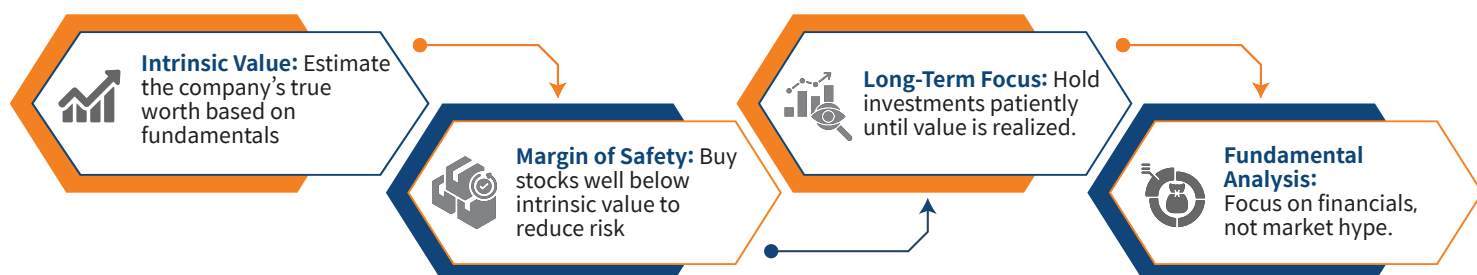 Intrinsic Value: Estimate
the company’s true
worth based on
fundamentals
Margin of Safety: Buy
stocks well below
intrinsic value to
reduce risk
Long-Term Focus: Hold
investments patiently
until value is realized.
Fundamental
Analysis:
Focus on financials,
not market hype.